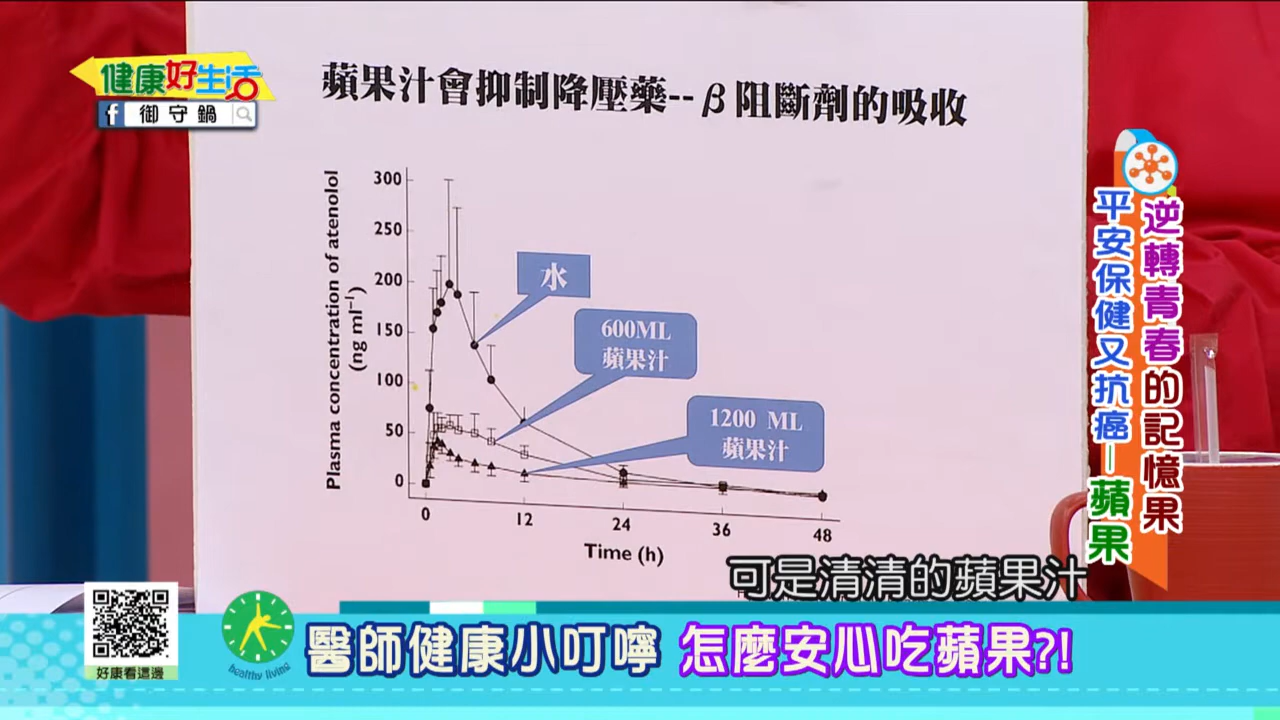 健康好生活
御守鍋
蘋果汁會抑制降壓藥--β阻斷劑的吸收
Plasma concentration of atenolol
(ng ml⁻¹)
300
250
200
150
100
50
0
水
600ML
蘋果汁
1200 ML
蘋果汁
0 12 24 36 48
Time (h)
逆轉青春的記憶果
平安保健又抗癌—蘋果
可是清清的蘋果汁
好康看這邊
healthy living
醫師健康小叮嚀 怎麼安心吃蘋果?!